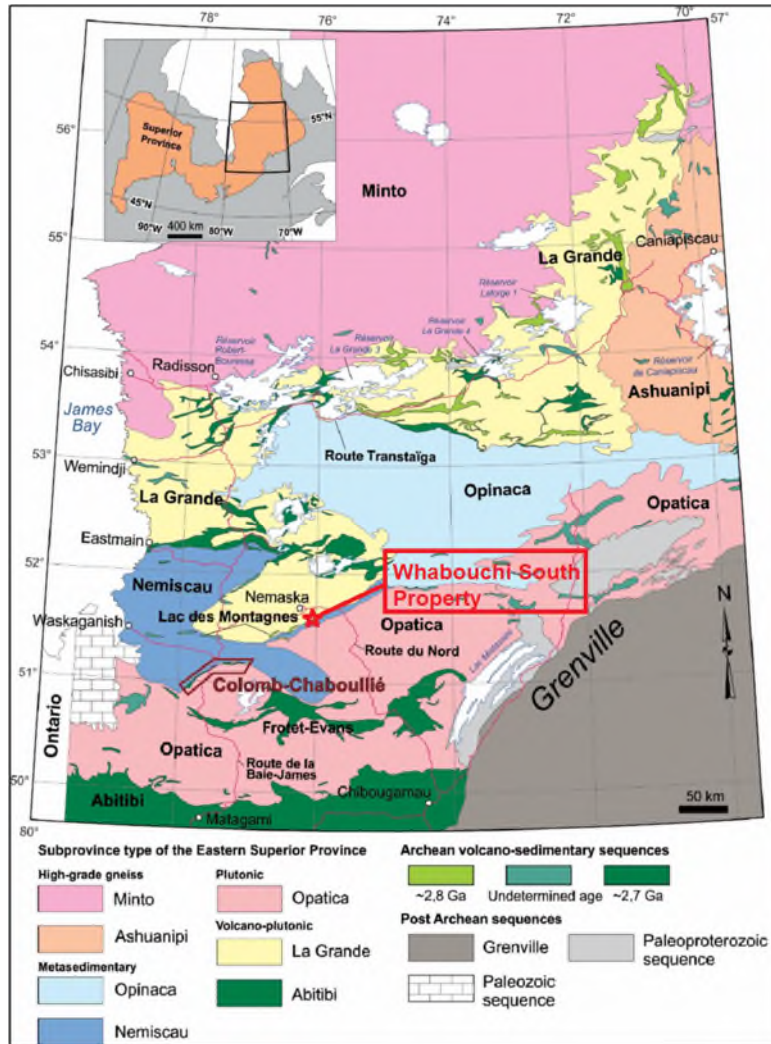 78°
76°
74°
72°
70°
57°
56°
55°
54°
53°
52°
51°
50°
80°
Superior
Province
55°N
45°N
90°W
400 km
80°W
70°W
Minto
La Grande
Caniapiscau
Réservoir
Laforge 1
Réservoir
La Grande 4
Réservoir
La Grande 3
Réservoir
Robert-
Bourassa
Radisson
Chisasibi
Réservoir
de Caniapiscau
Ashuanipi
James
Bay
Route Transtaïga
Wemindji
La Grande
Opinaca
Opatica
Eastmain
Nemiscau
Nemaska
Whabouchi South
Property
Waskaganish
Lac des Montagnes
Opatica
Route du Nord
Lac Mistassini
N
Colomb-Chaboullié
Grenville
Ontario
Frotet-Evans
Opatica
Route de la
Baie-James
Abitibi
Chibougamau
Matagami
50 km
Subprovince type of the Eastern Superior Province
High-grade gneiss
Minto
Ashuanipi
Metasedimentary
Opinaca
Nemiscau
Plutonic
Opatica
Volcano-plutonic
La Grande
Abitibi
Archean volcano-sedimentary sequences
~2,8 Ga
Undetermined age
~2,7 Ga
Post Archean sequences
Grenville
Paleoproterozoic
sequence
Paleozoic
sequence